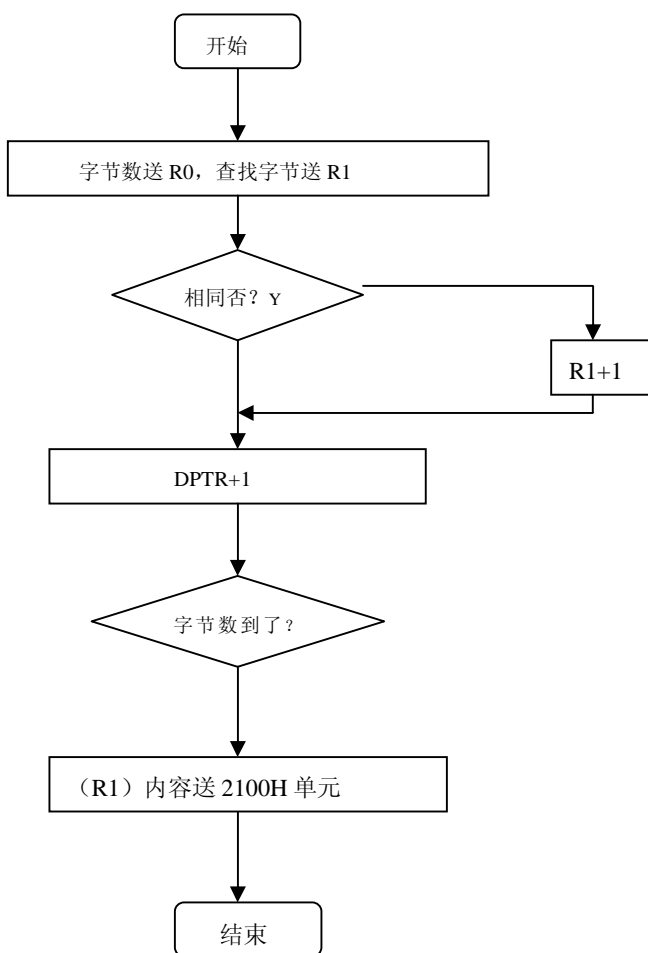 开始
字节数送 R0，查找字节送 R1
相同否？Y
R1+1
DPTR+1
字节数到了？
（R1）内容送 2100H 单元
结束